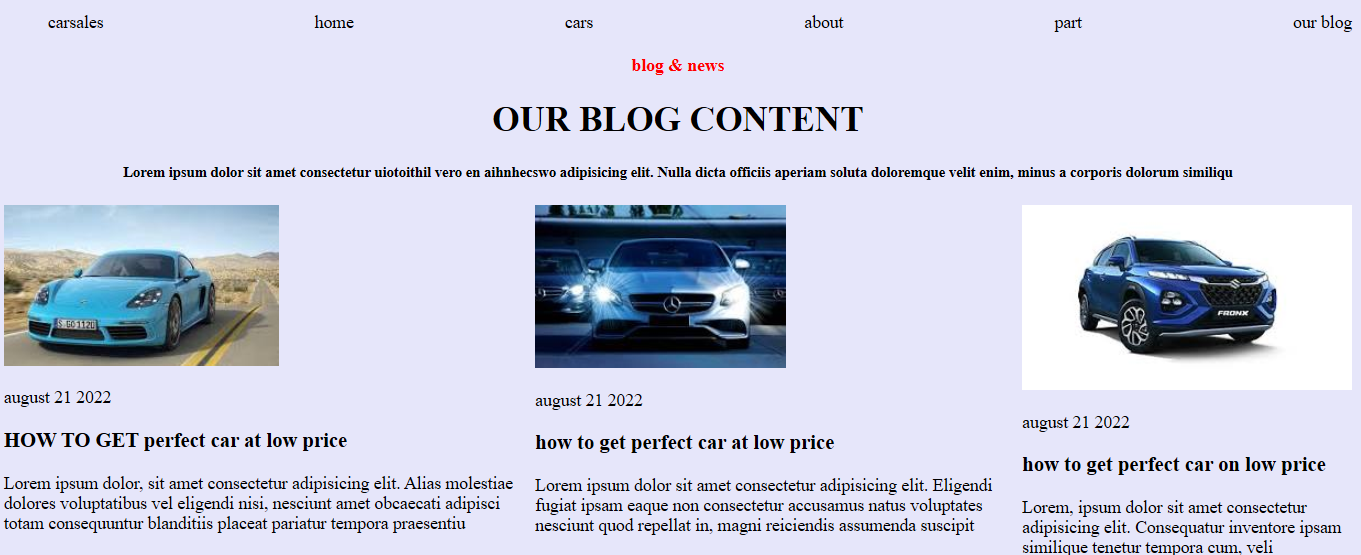 carsales home cars about part our blog
blog & news
OUR BLOG CONTENT
Lorem ipsum dolor sit amet consectetur uiotoithil vero en aihnhecswo adipisicing elit. Nulla dicta officiis aperiam soluta doloremque velit enim, minus a corporis dolorum similiqu
S GO 1120
august 21 2022
HOW TO GET perfect car at low price
Lorem ipsum dolor, sit amet consectetur adipisicing elit. Alias molestiae
dolores voluptatibus vel eligendi nisi, nesciunt amet obcaecati adipisci
totam consequuntur blanditiis placeat pariatur tempora praesentiu
august 21 2022
how to get perfect car at low price
Lorem ipsum dolor sit amet consectetur adipisicing elit. Eligendi
fugiat ipsam eaque non consectetur accusamus natus voluptates
nesciunt quod repellat in, magni reiciendis assumenda suscipit
FRONX
august 21 2022
how to get perfect car on low price
Lorem, ipsum dolor sit amet consectetur
adipisicing elit. Consequatur inventore ipsam
similique tenetur tempora cum, veli